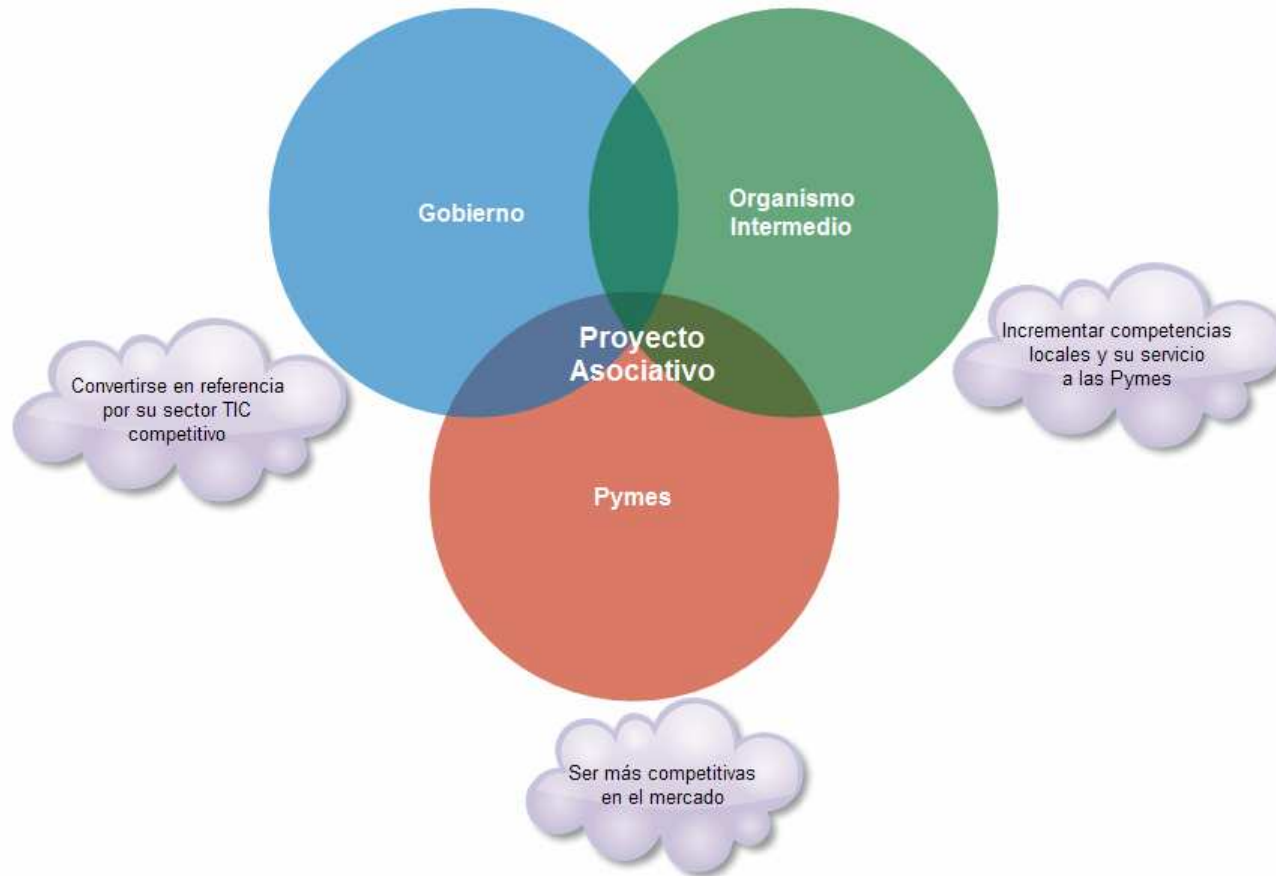 Gobierno
Organismo
Intermedio
Proyecto
Asociativo
Convertirse en referencia
por su sector TIC
competitivo
Incrementar competencias
locales y su servicio
a las Pymes
Pymes
Ser más competitivas
en el mercado